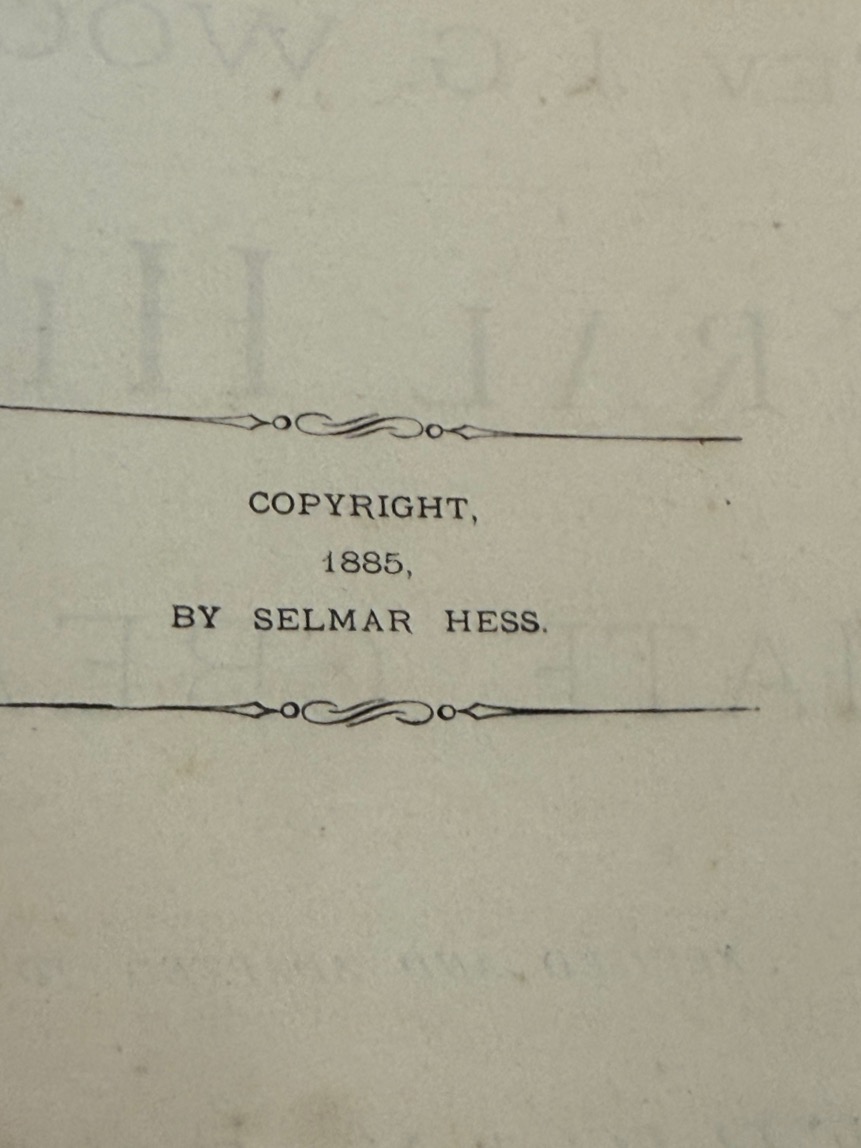 COPYRIGHT,
1885,
BY SELMAR HESS.